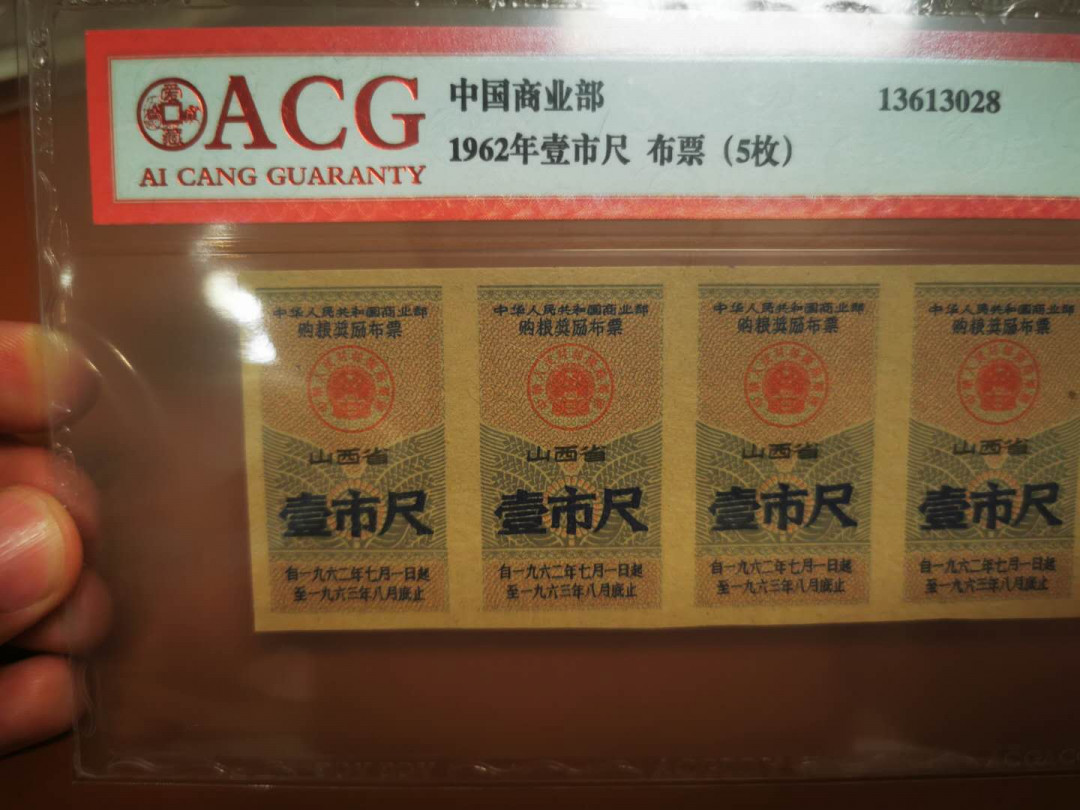 ACG
AI CANG GUARANTY
中国商业部
1962年壹市尺 布票（5枚）
13613028
中华人民共和国商业部
购粮奖励布票
山西省
壹市尺
自一九六二年七月一日起
至一九六三年八月底止
中华人民共和国商业部
购粮奖励布票
山西省
壹市尺
自一九六二年七月一日起
至一九六三年八月底止
中华人民共和国商业部
购粮奖励布票
山西省
壹市尺
自一九六二年七月一日起
至一九六三年八月底止
中华人民共和国商业部
购粮奖励布票
山西省
壹市尺
自一九六二年七月一日起
至一九六三年八月底止